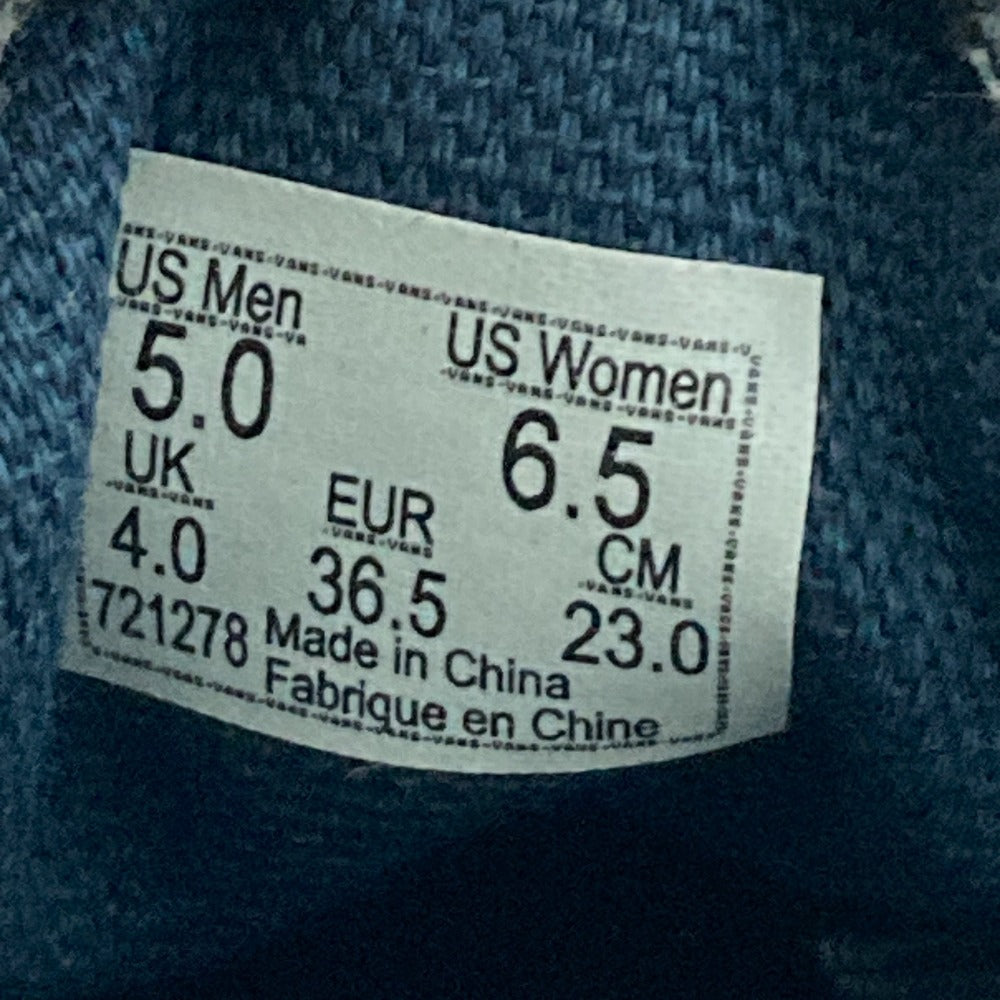 US Men
US Women
5.0
6.5
UK
EUR
CM
4.0
36.5
23.0
721278
Made in China
Fabrique en Chine